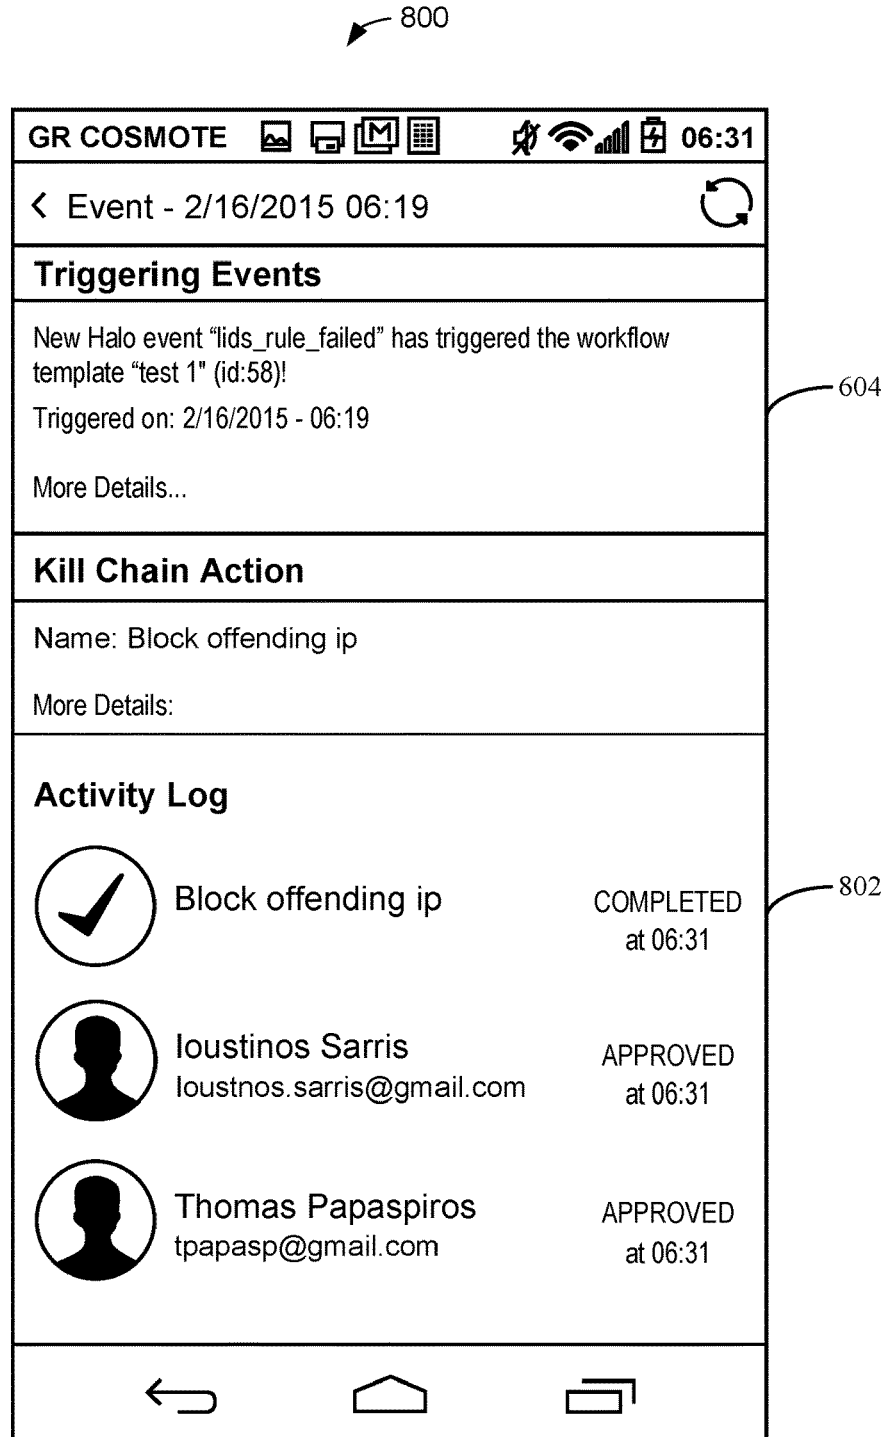 800
GR COSMOTE M 06:31
< Event - 2/16/2015 06:19
Triggering Events
New Halo event “lids_rule_failed” has triggered the workflow
template “test 1" (id:58)!
604
Triggered on: 2/16/2015 - 06:19
More Details...
Kill Chain Action
Name: Block offending ip
More Details:
Activity Log
Block offending ip
COMPLETED
at 06:31
802
Ioustinos Sarris
Ioustnos.sarris@gmail.com
APPROVED
at 06:31
Thomas Papaspiros
tpapasp@gmail.com
APPROVED
at 06:31